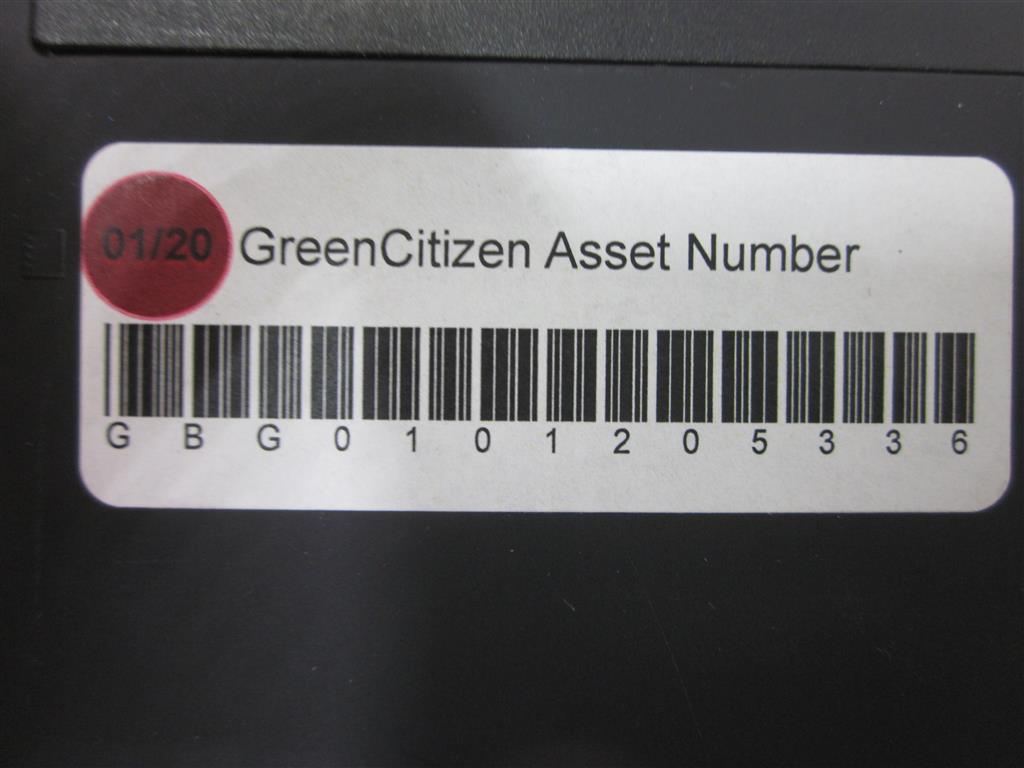 01/20 GreenCitizen Asset Number
G B G 0 1 0 1 2 0 5 3 3 6